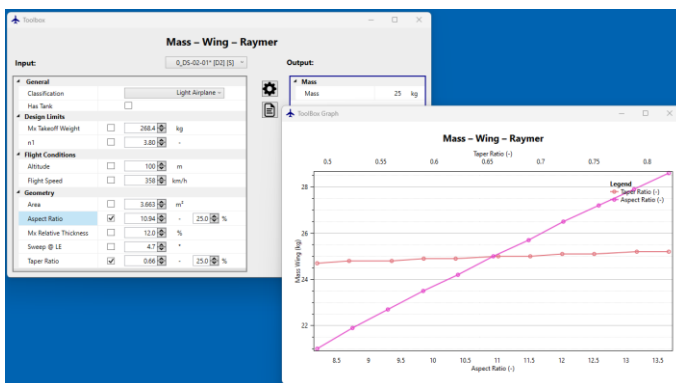 Toolbox
Mass – Wing – Raymer
Input:
0_DS-02-01* [D2] [S]
Output:
General
Classification Light Airplane
Has Tank
Design Limits
Mx Takeoff Weight 268.4 kg
n1 3.80 -
Flight Conditions
Altitude 100 m
Flight Speed 358 km/h
Geometry
Area 3.663 m²
Aspect Ratio 10.94 - 25.0 %
Mx Relative Thickness 12.0 %
Sweep @ LE 4.7 °
Taper Ratio 0.66 - 25.0 %
Mass
Mass 25 kg
ToolBox Graph
Mass – Wing – Raymer
Taper Ratio (-)
0.5 0.55 0.6 0.65 0.7 0.75 0.8
Legend
Taper Ratio (-)
Aspect Ratio (-)
Mass Wing (kg)
28
26
24
22
8.5 9 9.5 10 10.5 11 11.5 12 12.5 13 13.5
Aspect Ratio (-)